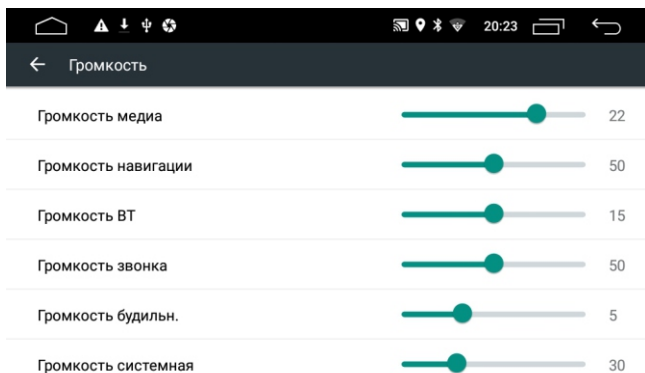 20:23
Громкость
Громкость медиа 22
Громкость навигации 50
Громкость BT 15
Громкость звонка 50
Громкость будильн. 5
Громкость системная 30